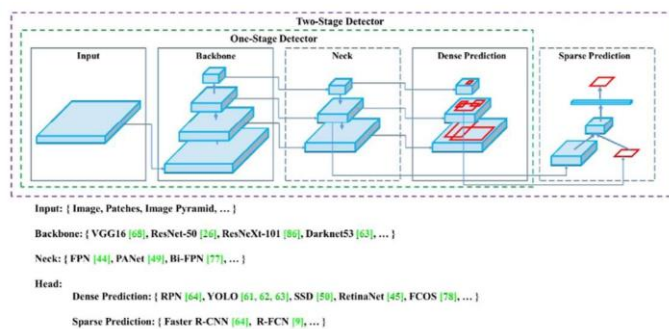 Two-Stage Detector
One-Stage Detector
Input
Backbone
Neck
Dense Prediction
Sparse Prediction
Input: { Image, Patches, Image Pyramid, … }
Backbone: { VGG16 [68], ResNet-50 [26], ResNeXt-101 [86], Darknet53 [63], … }
Neck: { FPN [44], PANet [49], Bi-FPN [77], … }
Head:
Dense Prediction: { RPN [64], YOLO [61, 62, 63], SSD [50], RetinaNet [45], FCOS [78], … }
Sparse Prediction: { Faster R-CNN [64], R-FCN [9], … }